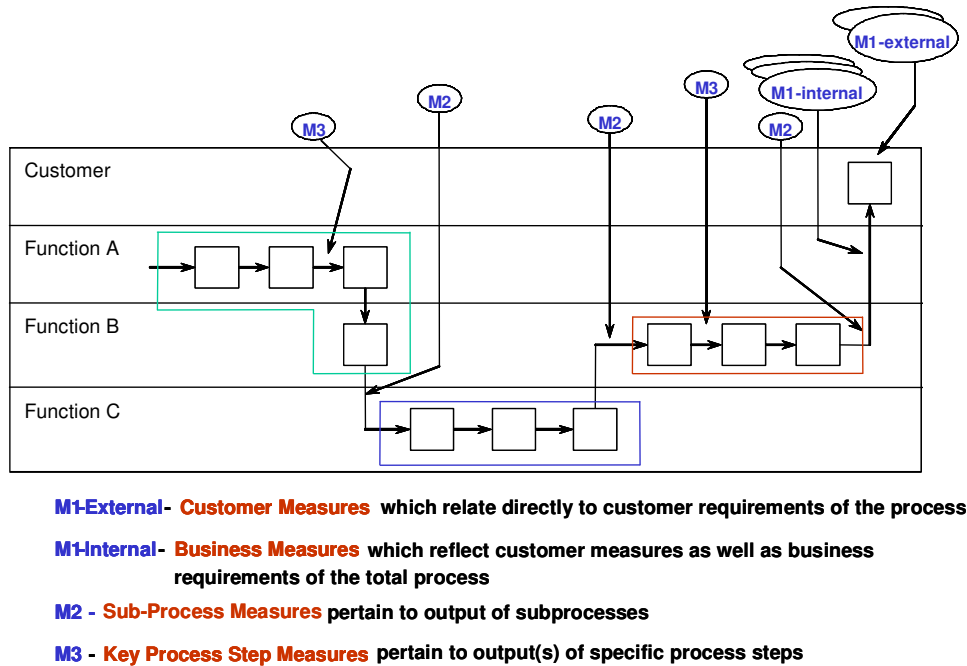 M1-external
M1-internal
M3
M2
M2
M2
M3
Customer
Function A
Function B
Function C
M1-External- Customer Measures which relate directly to customer requirements of the process
M1-Internal- Business Measures which reflect customer measures as well as business
requirements of the total process
M2 - Sub-Process Measures pertain to output of subprocesses
M3 - Key Process Step Measures pertain to output(s) of specific process steps